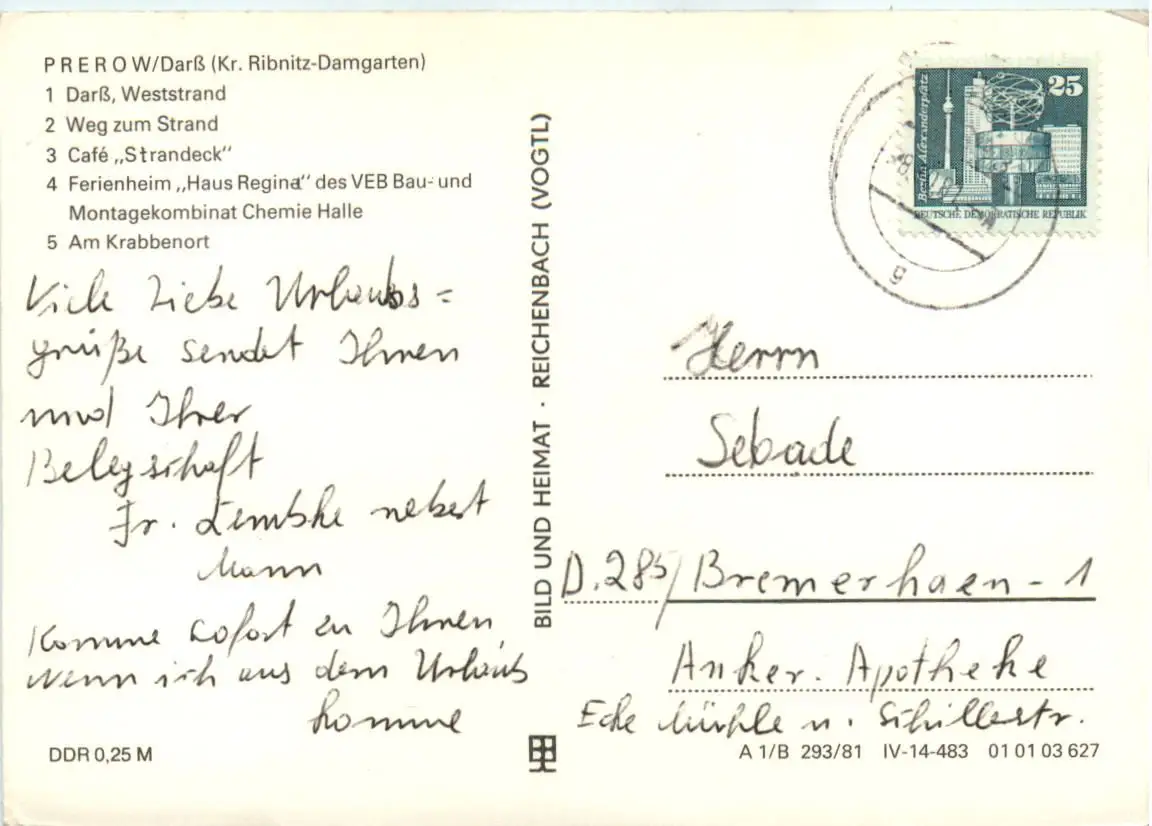 PREROW/Darß (Kr. Ribnitz-Damgarten)
1 Darß, Weststrand
2 Weg zum Strand
3 Café „Strandeck“
4 Ferienheim „Haus Regina“ des VEB Bau- und
Montagekombinat Chemie Halle
5 Am Krabbenort
Viele Liebe Urlaubs=
grüße sendet Ihnen
und Ihrer
Belegschaft
Fr. Lembke nebst
Mann
Komme sofort zu Ihnen,
wenn ich aus dem Urlaub
komme
DDR 0,25 M
BILD UND HEIMAT · REICHENBACH (VOGTL)
25
Berlin, Alexanderplatz
DEUTSCHE DEMOKRATISCHE REPUBLIK
g
Herrn
Sebade
D.285/Bremerhaen-1
Anker. Apotheke
Ecke u. Schillerstr.
A 1/B 293/81 IV-14-483 01 01 03 627